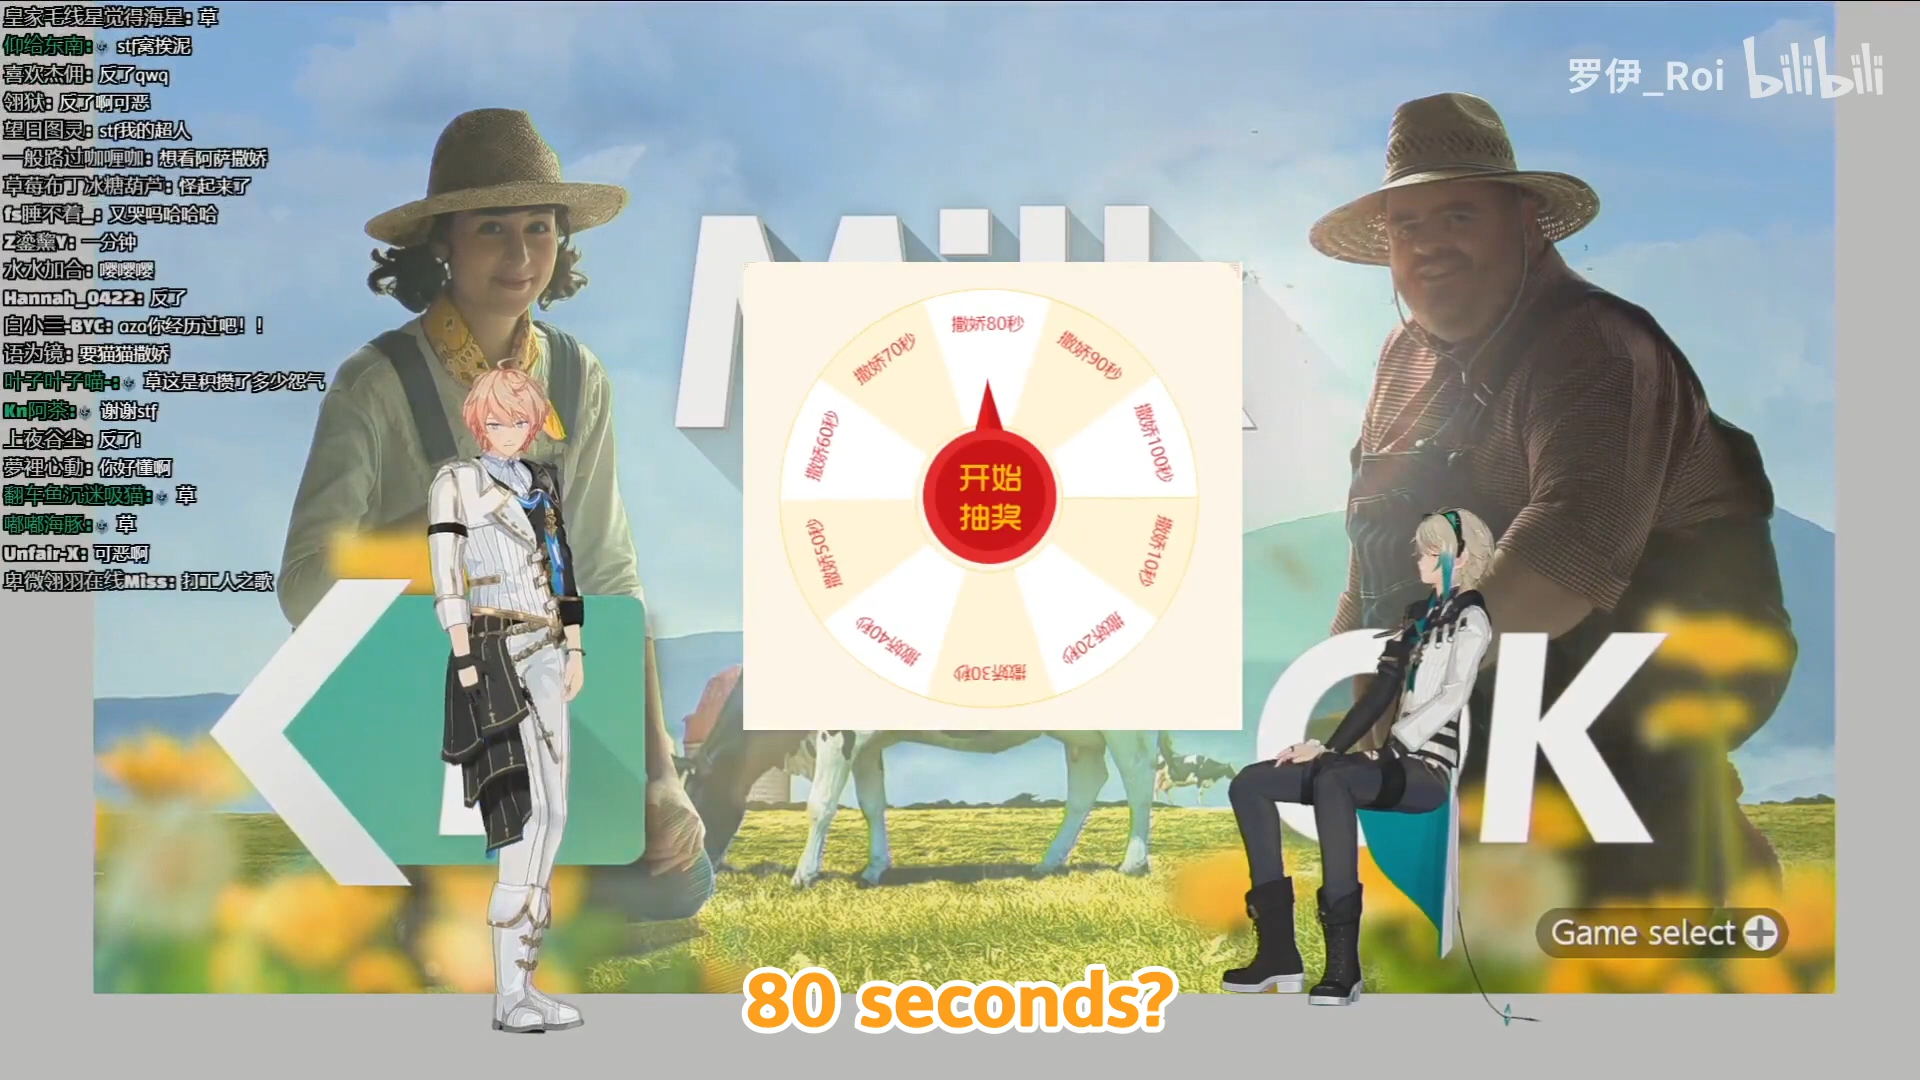 皇家毛线星觉得海星: 草
仰给东南: stf窝挨泥
喜欢杰佣: 反了qwq
翎狱: 反了啊可恶
望日图灵: stf我的超人
一般路过咖喱咖: 想看阿萨撒娇
草莓布丁冰糖葫芦: 怪起来了
fs睡不着_: 又哭吗哈哈哈
一分钟
水水加合: 嘤嘤嘤
Hannah_0422: 反了
白小三-BYC: aza你经历过吧！！
语为镜: 要猫猫撒娇
叶子叶子喵-: 草这是积攒了多少怨气
Kn阿茶: 谢谢stf
上夜谷尘: 反了!
夢裡心動: 你好懂啊
翻车鱼沉迷吸猫: 草
嘟嘟海豚: 草
Unfair-X: 可恶啊
卑微翎羽在线Miss: 打工人之歌
罗伊_Roi bilibili
Milk
撒娇80秒
撒娇90秒
撒娇100秒
撒娇10秒
撒娇20秒
撒娇30秒
撒娇40秒
撒娇50秒
撒娇60秒
撒娇70秒
开始
抽奖
K
Game select
80 seconds?